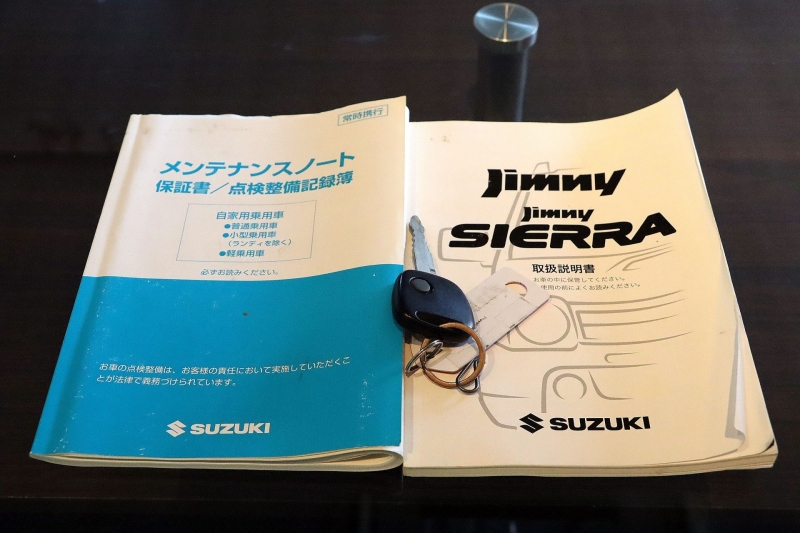 常時携行
メンテナンスノート
保証書/点検整備記録簿
自家用乗用車
●普通乗用車
●小型乗用車
(ランディを除く)
●軽乗用車
必ずお読みください。
お車の点検整備は、お客様の責任において実施していただくこ
とが法律で義務づけられています。
SUZUKI
Jimny
Jimny
SIERRA
取扱説明書
お車の中に保管してください。
使用の前によくお読みください。
SUZUKI